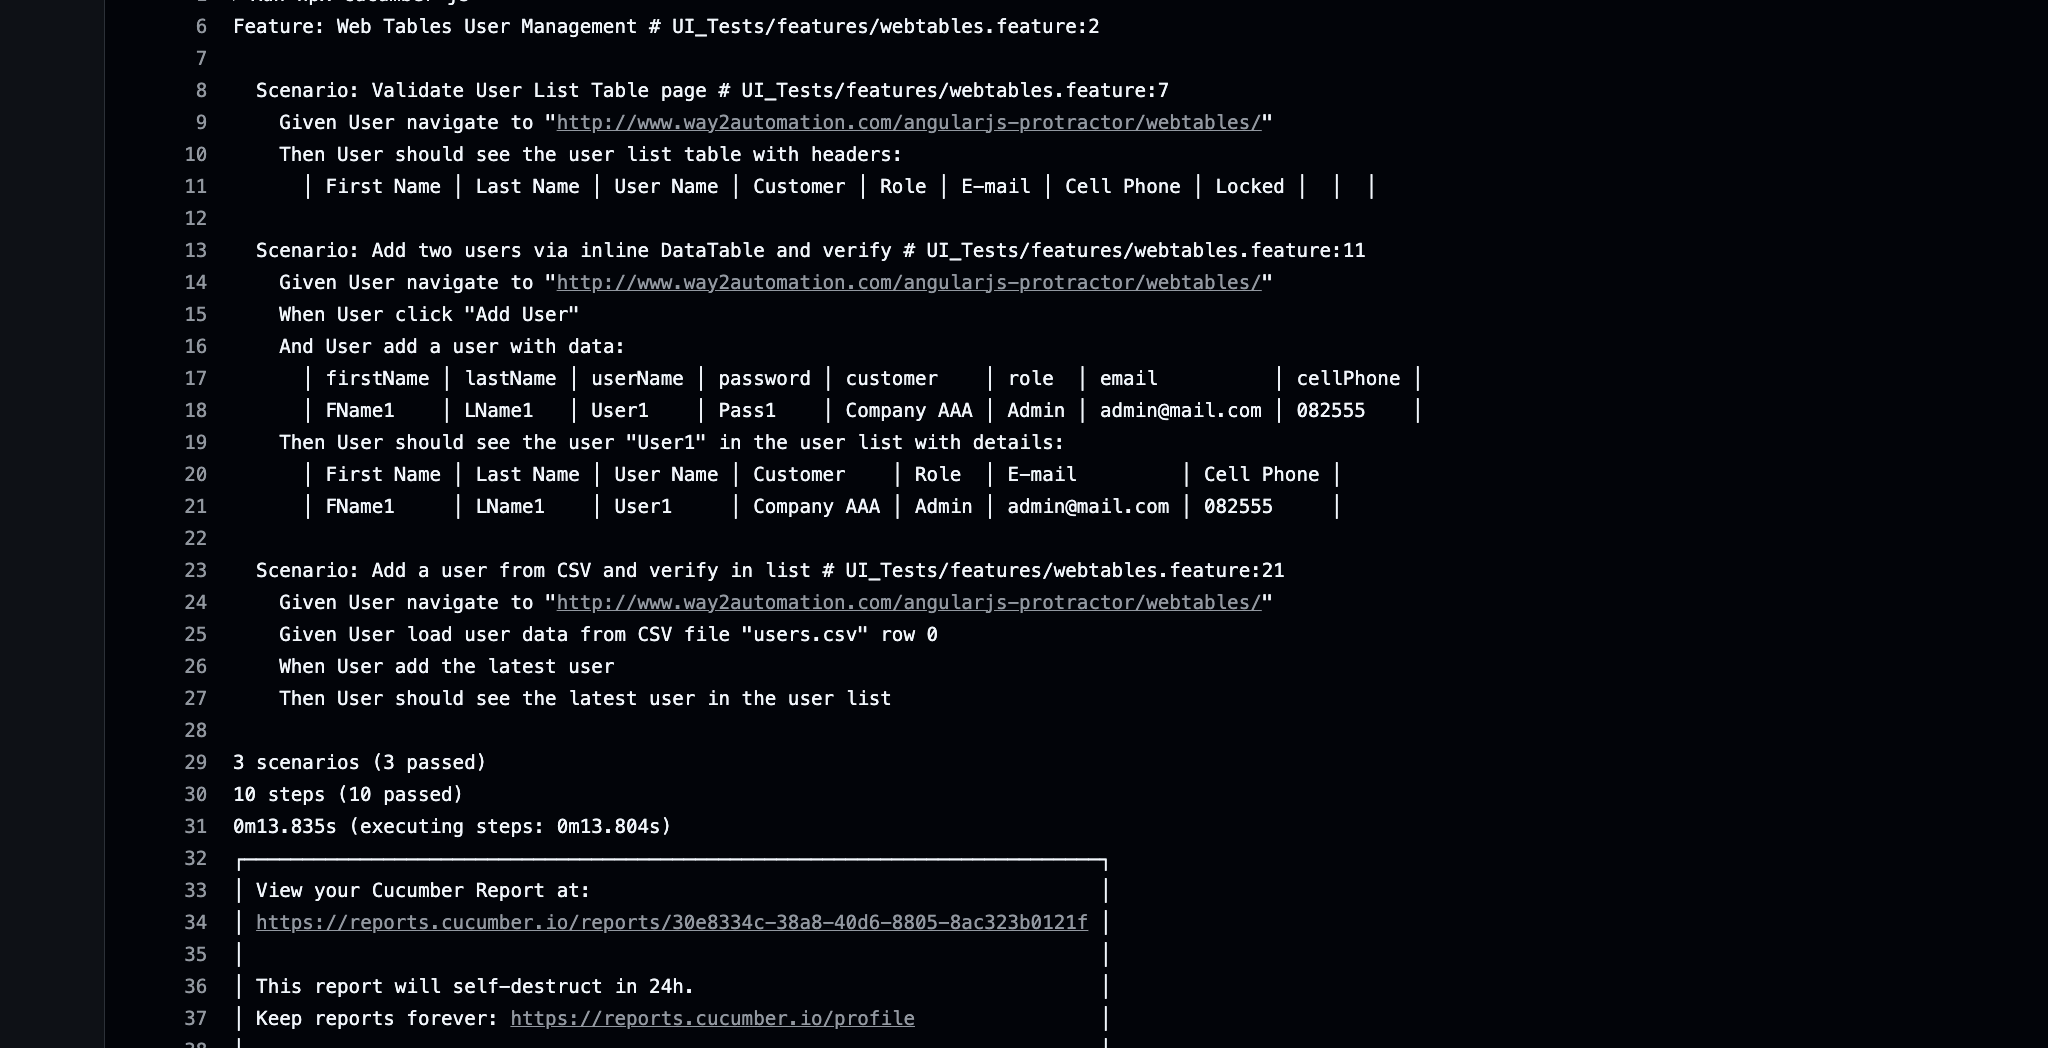 6 Feature: Web Tables User Management # UI_Tests/features/webtables.feature:2
7
8 Scenario: Validate User List Table page # UI_Tests/features/webtables.feature:7
9 Given User navigate to "http://www.way2automation.com/angularjs-protractor/webtables/"
10 Then User should see the user list table with headers:
11 | First Name | Last Name | User Name | Customer | Role | E-mail | Cell Phone | Locked | | |
12
13 Scenario: Add two users via inline DataTable and verify # UI_Tests/features/webtables.feature:11
14 Given User navigate to "http://www.way2automation.com/angularjs-protractor/webtables/"
15 When User click "Add User"
16 And User add a user with data:
17 | firstName | lastName | userName | password | customer | role | email | cellPhone |
18 | FName1 | LName1 | User1 | Pass1 | Company AAA | Admin | admin@mail.com | 082555 |
19 Then User should see the user "User1" in the user list with details:
20 | First Name | Last Name | User Name | Customer | Role | E-mail | Cell Phone |
21 | FName1 | LName1 | User1 | Company AAA | Admin | admin@mail.com | 082555 |
22
23 Scenario: Add a user from CSV and verify in list # UI_Tests/features/webtables.feature:21
24 Given User navigate to "http://www.way2automation.com/angularjs-protractor/webtables/"
25 Given User load user data from CSV file "users.csv" row 0
26 When User add the latest user
27 Then User should see the latest user in the user list
28
29 3 scenarios (3 passed)
30 10 steps (10 passed)
31 0m13.835s (executing steps: 0m13.804s)
32
33 View your Cucumber Report at:
34 https://reports.cucumber.io/reports/30e8334c-38a8-40d6-8805-8ac323b0121f
35
36 This report will self-destruct in 24h.
37 Keep reports forever: https://reports.cucumber.io/profile